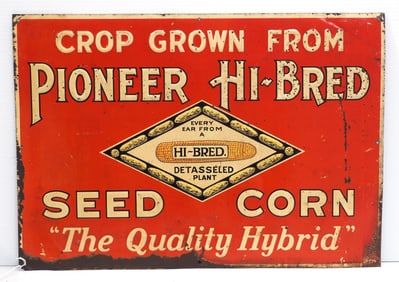 CROP GROWN FROM
PIONEER HI-BRED
EVERY
EAR FROM
A
HI-BRED.
DETASSELED
PLANT
SEED CORN
"The Quality Hybrid"